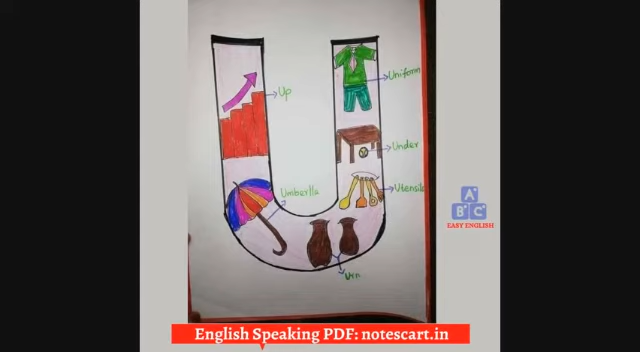 Up
Uniform
Under
Umberlla
Utensils
Urn
A
B C
EASY ENGLISH
English Speaking PDF: notescart.in